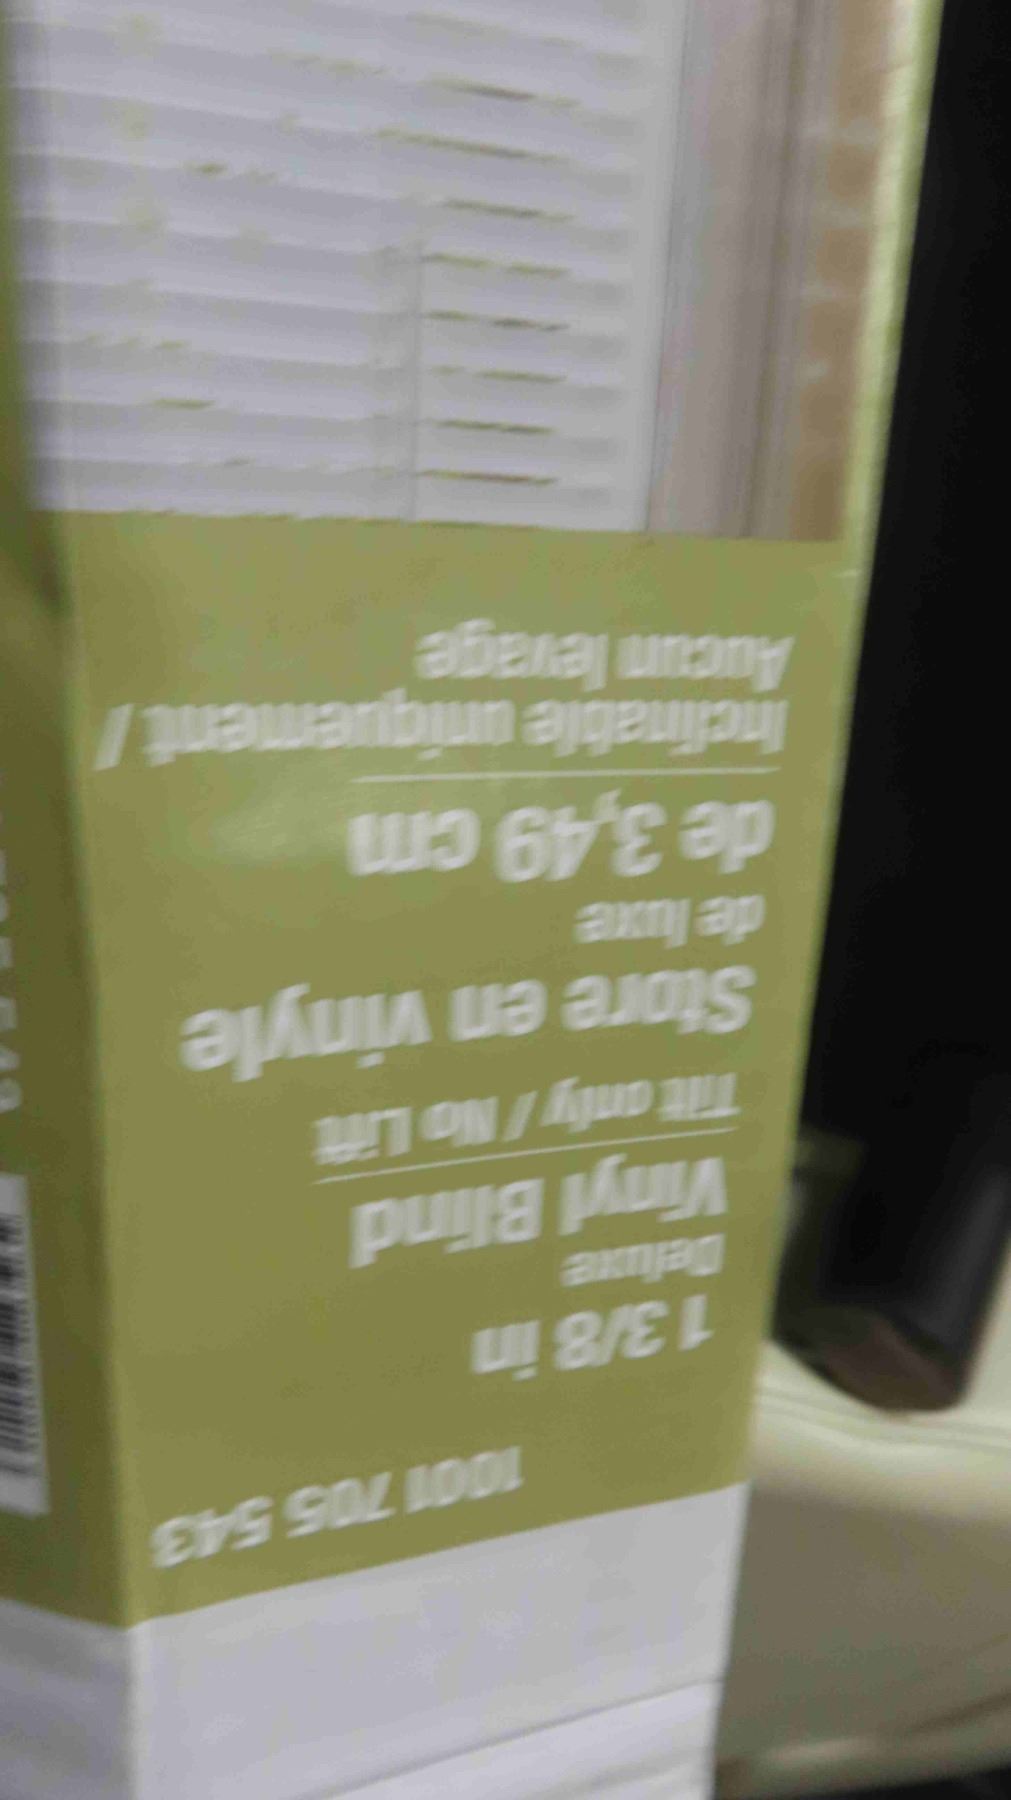 1001 705 543
1 3/8 in
Deluxe
Vinyl Blind
Tilt only / No Lift
Store en vinyle
de luxe
de 3,49 cm
Inclinable uniquement /
Aucun levage